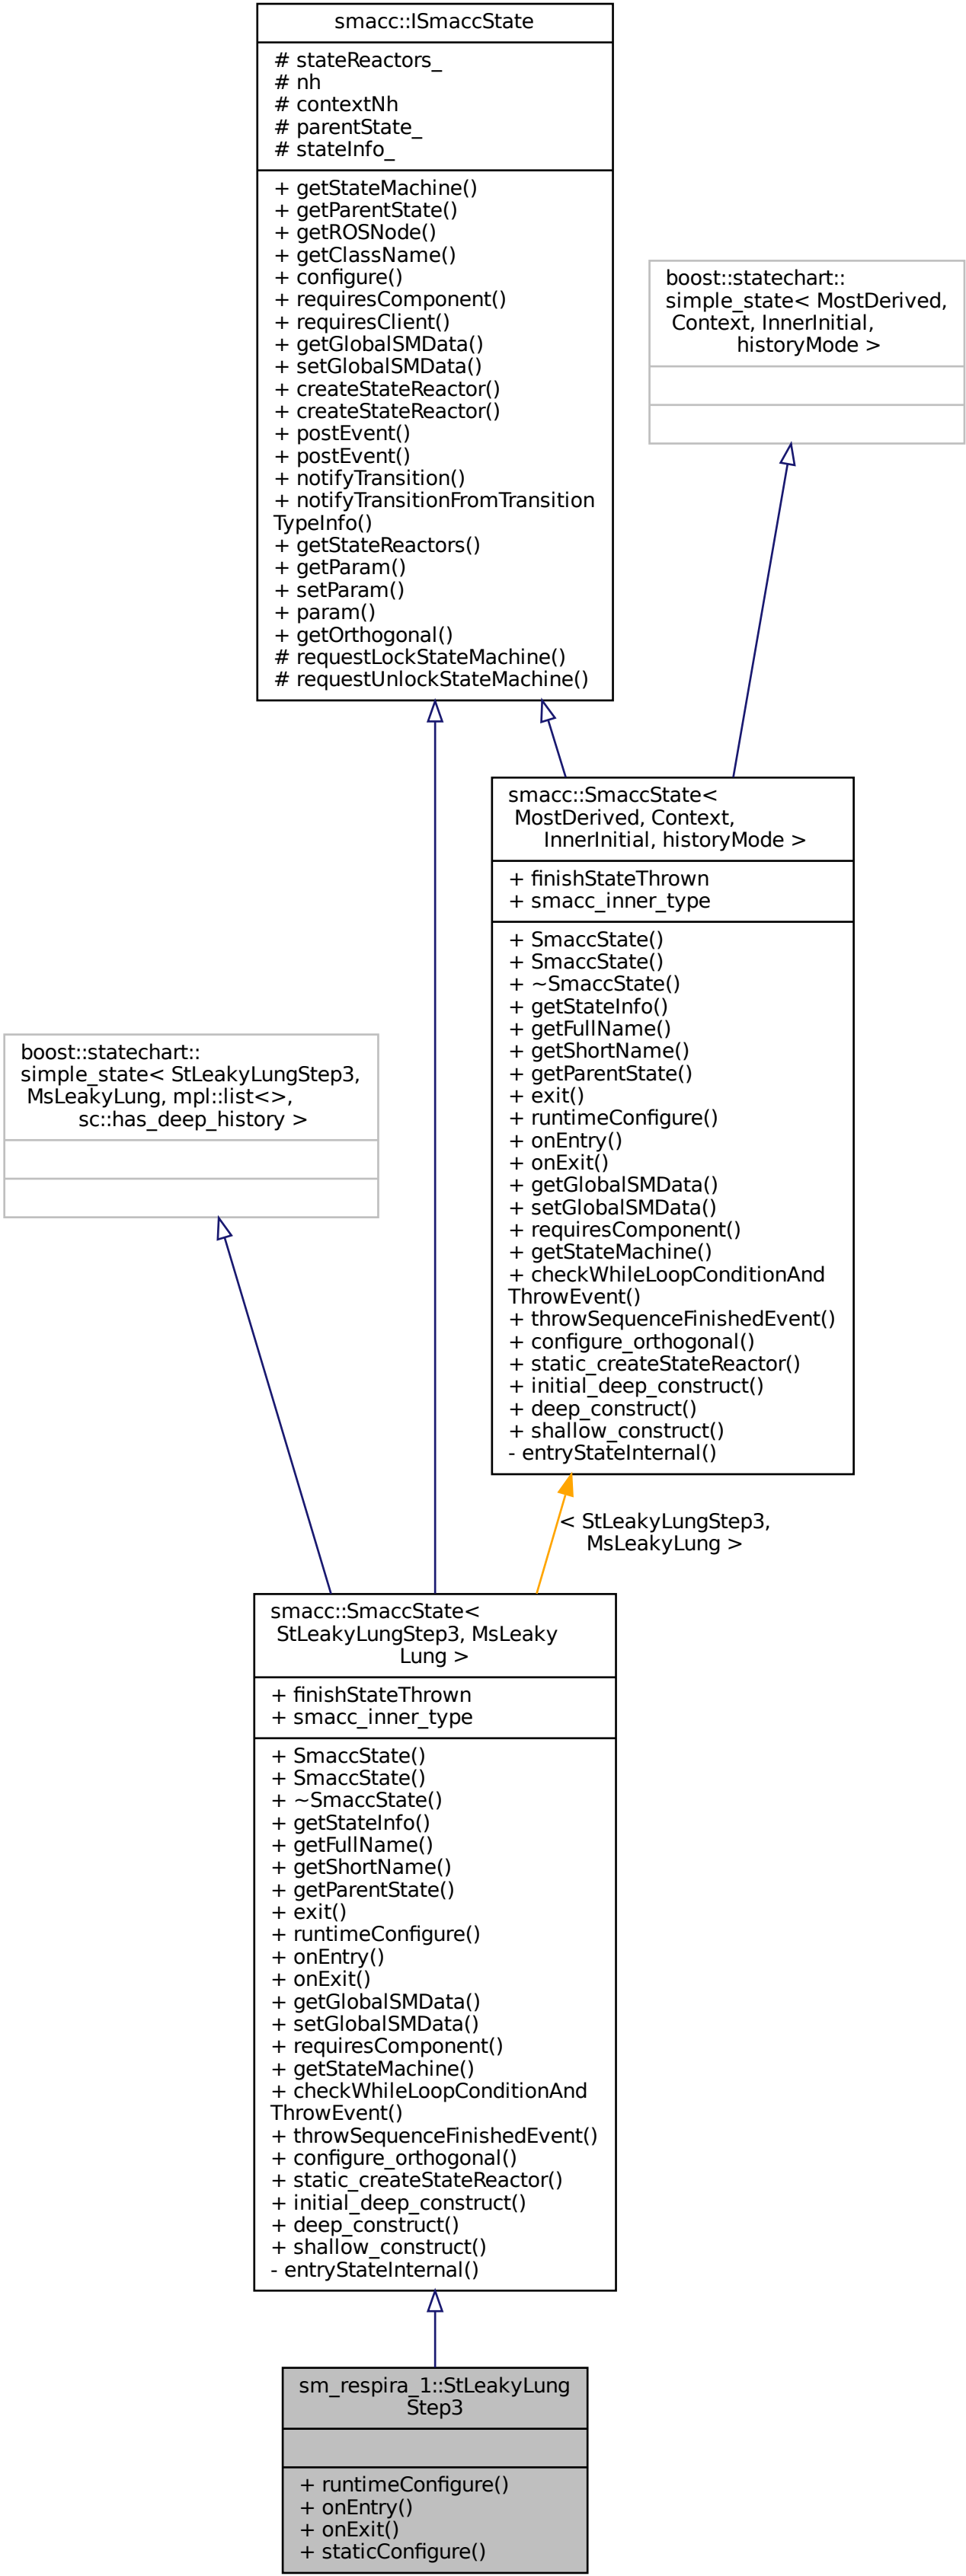 smacc::ISmaccState
# stateReactors_
# nh
# contextNh
# parentState_
# stateInfo_
+ getStateMachine()
+ getParentState()
+ getROSNode()
+ getClassName()
+ configure()
+ requiresComponent()
+ requiresClient()
+ getGlobalSMData()
+ setGlobalSMData()
+ createStateReactor()
+ createStateReactor()
+ postEvent()
+ postEvent()
+ notifyTransition()
+ notifyTransitionFromTransition
TypeInfo()
+ getStateReactors()
+ getParam()
+ setParam()
+ param()
+ getOrthogonal()
# requestLockStateMachine()
# requestUnlockStateMachine()
boost::statechart::
simple_state< MostDerived,
Context, InnerInitial,
historyMode >
smacc::SmaccState<
MostDerived, Context,
InnerInitial, historyMode >
+ finishStateThrown
+ smacc_inner_type
+ SmaccState()
+ SmaccState()
+ ~SmaccState()
+ getStateInfo()
+ getFullName()
+ getShortName()
+ getParentState()
+ exit()
+ runtimeConfigure()
+ onEntry()
+ onExit()
+ getGlobalSMData()
+ setGlobalSMData()
+ requiresComponent()
+ getStateMachine()
+ checkWhileLoopConditionAnd
ThrowEvent()
+ throwSequenceFinishedEvent()
+ configure_orthogonal()
+ static_createStateReactor()
+ initial_deep_construct()
+ deep_construct()
+ shallow_construct()
- entryStateInternal()
boost::statechart::
simple_state< StLeakyLungStep3,
MsLeakyLung, mpl::list<>,
sc::has_deep_history >
< StLeakyLungStep3,
MsLeakyLung >
smacc::SmaccState<
StLeakyLungStep3, MsLeaky
Lung >
+ finishStateThrown
+ smacc_inner_type
+ SmaccState()
+ SmaccState()
+ ~SmaccState()
+ getStateInfo()
+ getFullName()
+ getShortName()
+ getParentState()
+ exit()
+ runtimeConfigure()
+ onEntry()
+ onExit()
+ getGlobalSMData()
+ setGlobalSMData()
+ requiresComponent()
+ getStateMachine()
+ checkWhileLoopConditionAnd
ThrowEvent()
+ throwSequenceFinishedEvent()
+ configure_orthogonal()
+ static_createStateReactor()
+ initial_deep_construct()
+ deep_construct()
+ shallow_construct()
- entryStateInternal()
sm_respira_1::StLeakyLung
Step3
+ runtimeConfigure()
+ onEntry()
+ onExit()
+ staticConfigure()